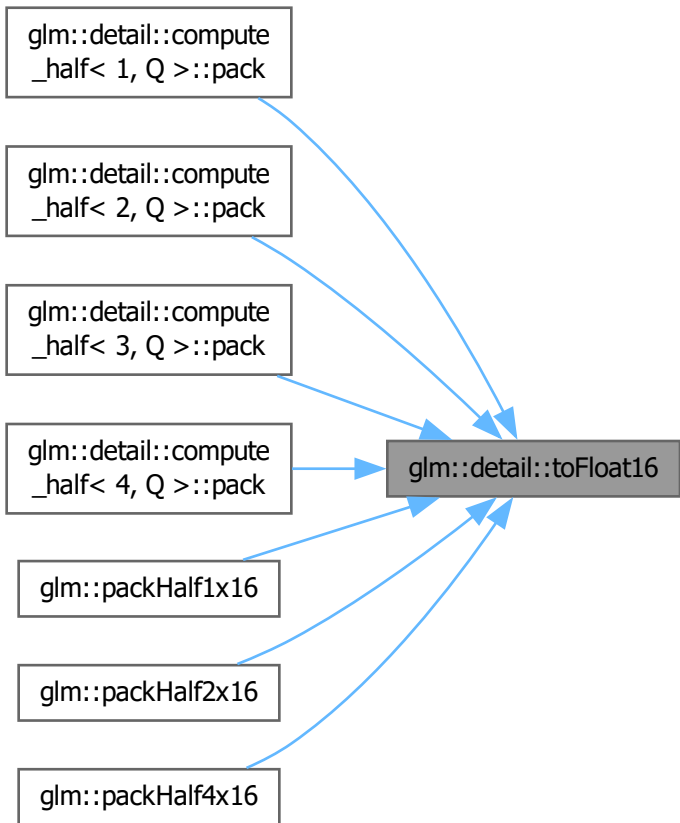 glm::detail::compute
_half< 1, Q >::pack
glm::detail::compute
_half< 2, Q >::pack
glm::detail::compute
_half< 3, Q >::pack
glm::detail::compute
_half< 4, Q >::pack
glm::detail::toFloat16
glm::packHalf1x16
glm::packHalf2x16
glm::packHalf4x16